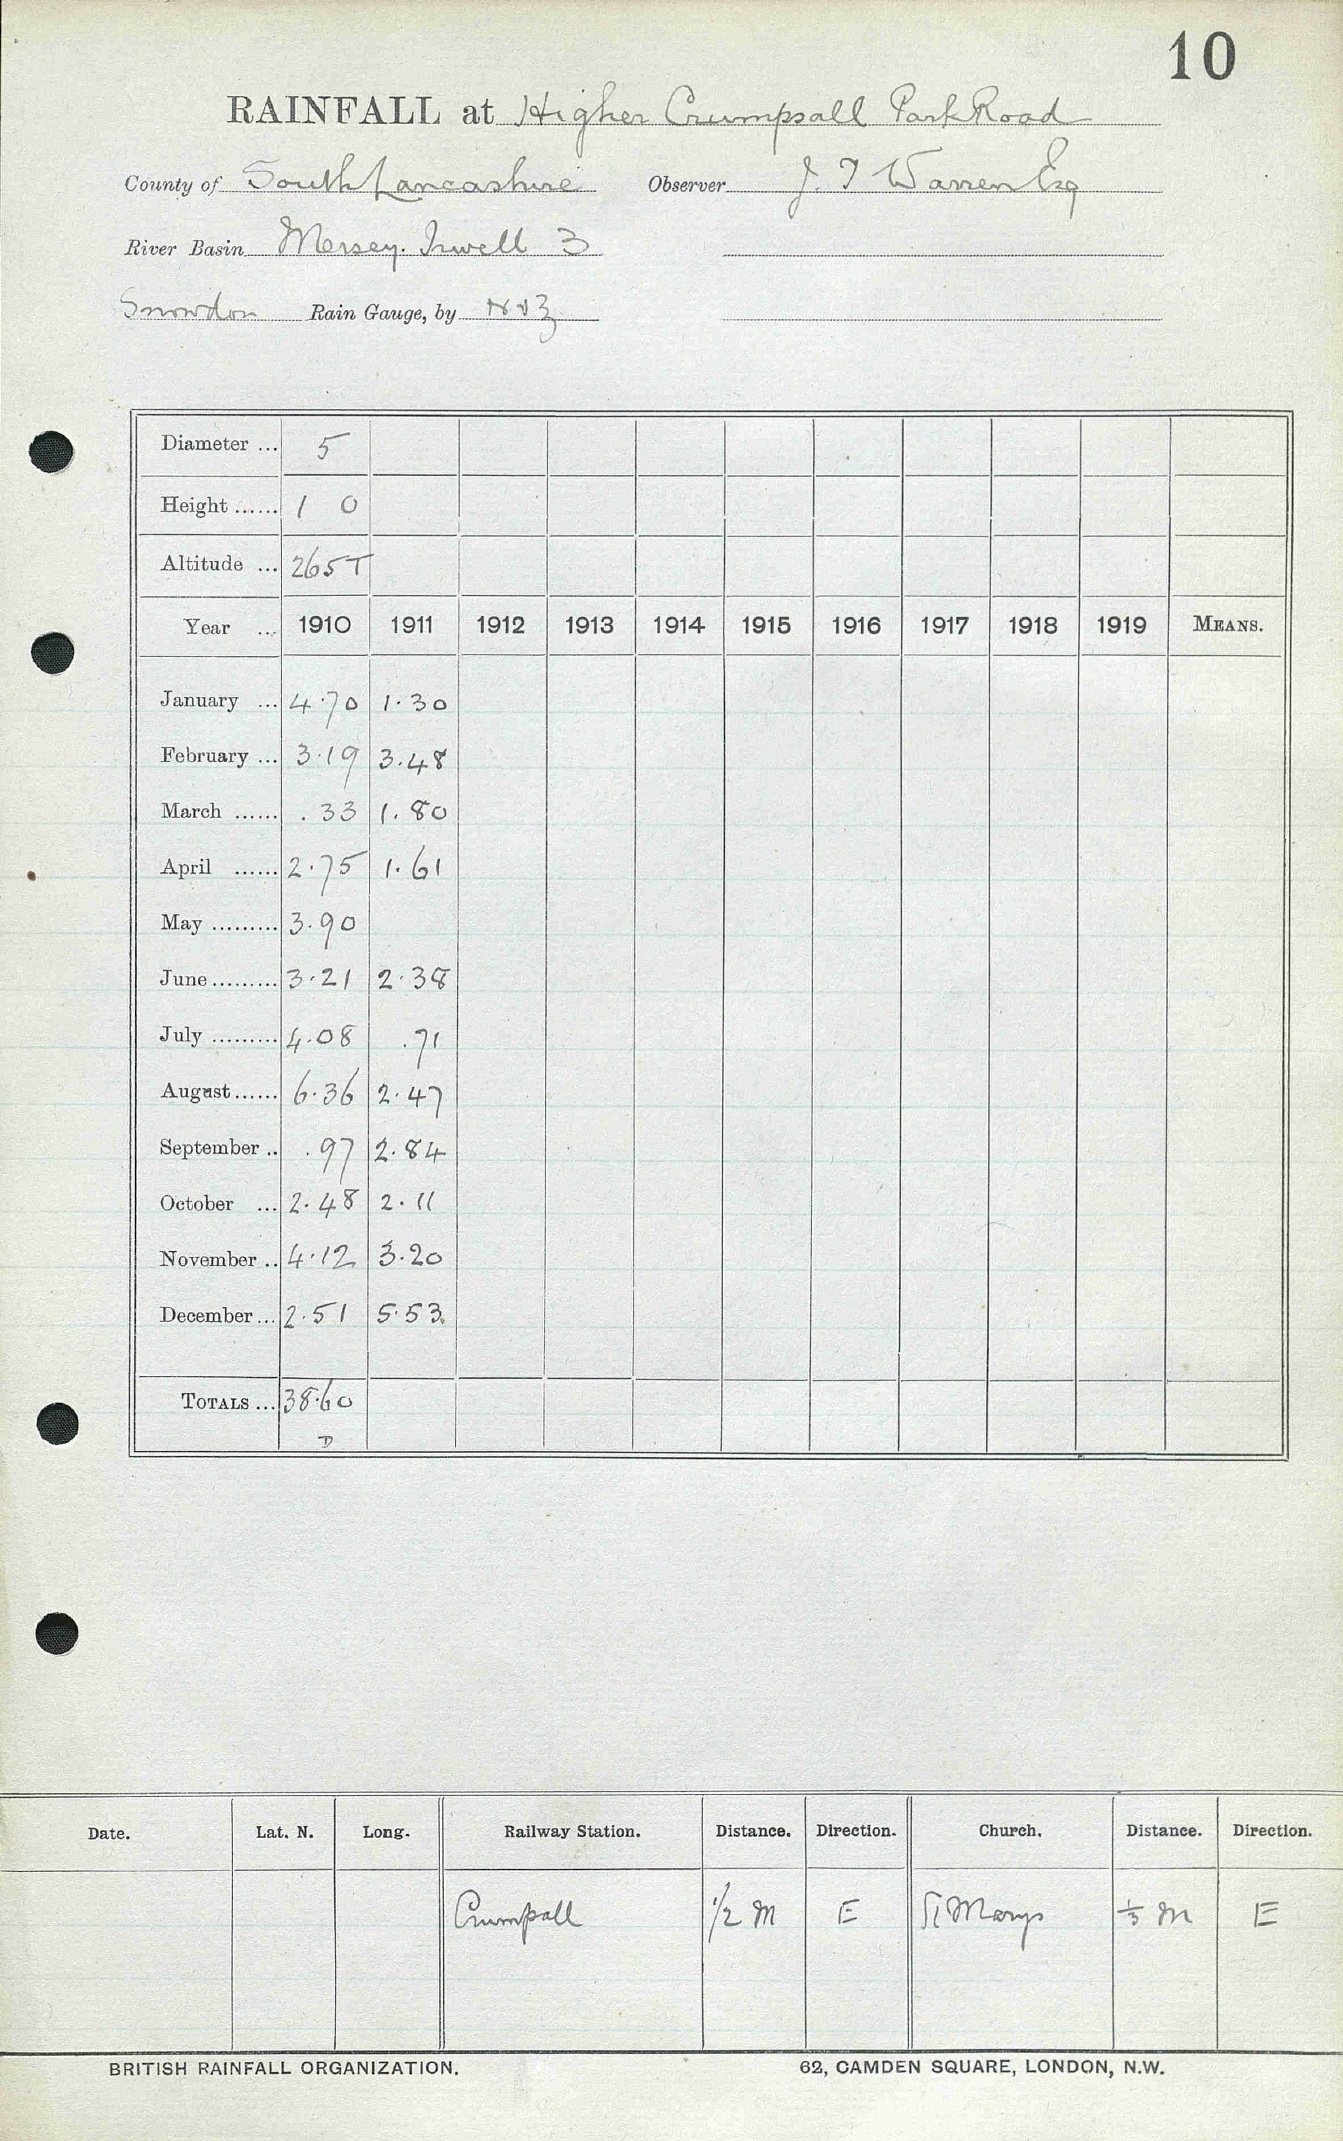 10
RAINFALL at Higher Crumpsall Park Road
County of South Lancashire Observer J. T Warren Esq
River Basin Mersey. Irwell 3
Snowdon Rain Gauge, by N&Z
Diameter ... 5
Height ...... 1 0
Altitude ... 265T
Year ... 1910 1911 1912 1913 1914 1915 1916 1917 1918 1919 MEANS.
January ... 4.70 1.30
February ... 3.19 3.48
March ...... .33 1.80
April ...... 2.75 1.61
May ......... 3.90
June ......... 3.21 2.38
July ......... 4.08 .71
August ...... 6.36 2.47
September .. .97 2.84
October ... 2.48 2.11
November .. 4.12 3.20
December ... 2.51 5.53
TOTALS ... 38.60
D
Date. Lat. N. Long. Railway Station. Distance. Direction. Church. Distance. Direction.
Crumpsall 1/2 M E St Marys 1/3 M E
BRITISH RAINFALL ORGANIZATION. 62, CAMDEN SQUARE, LONDON, N.W.